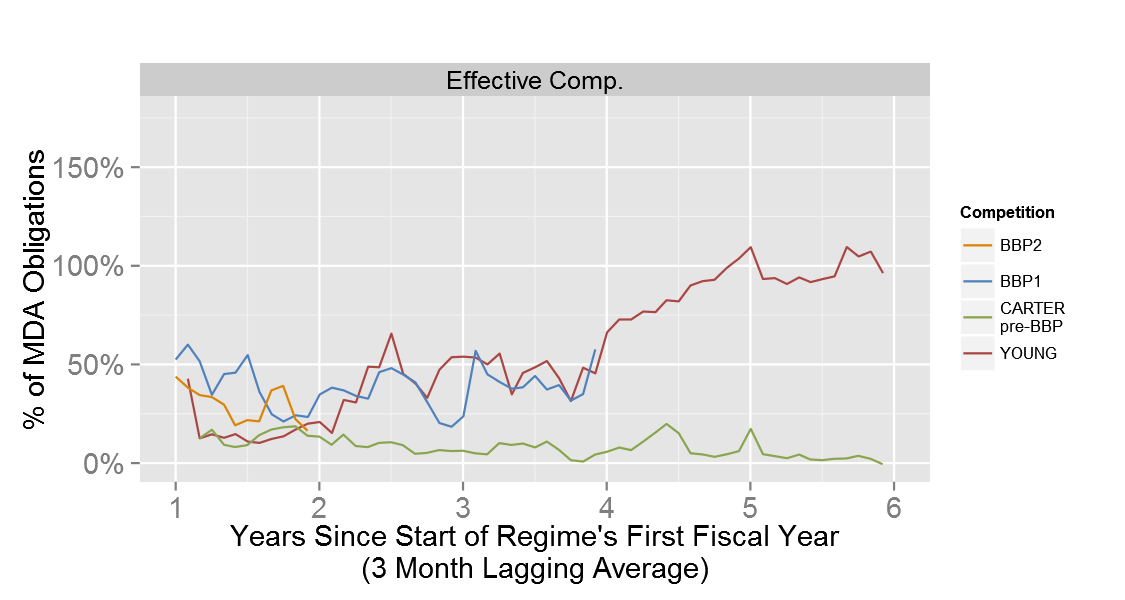 Effective Comp.
% of MDA Obligations
150%
100%
50%
0%
1 2 3 4 5 6
Years Since Start of Regime's First Fiscal Year
(3 Month Lagging Average)
Competition
BBP2
BBP1
CARTER
pre-BBP
YOUNG